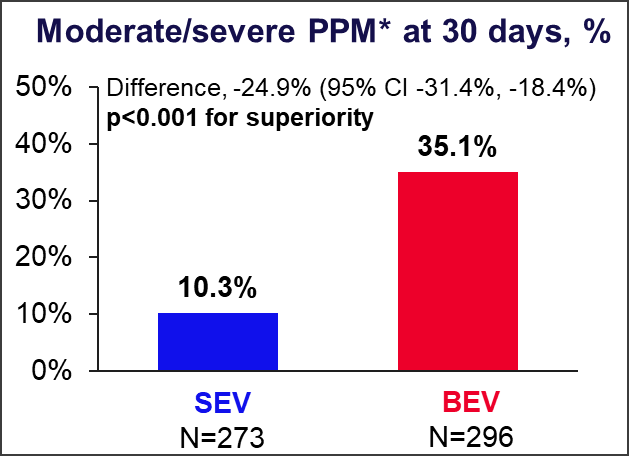 Moderate/severe PPM* at 30 days, %
50%
Difference, -24.9% (95% CI -31.4%, -18.4%)
p<0.001 for superiority
40%
35.1%
30%
20%
10.3%
10%
0%
SEV
BEV
N=273
N=296